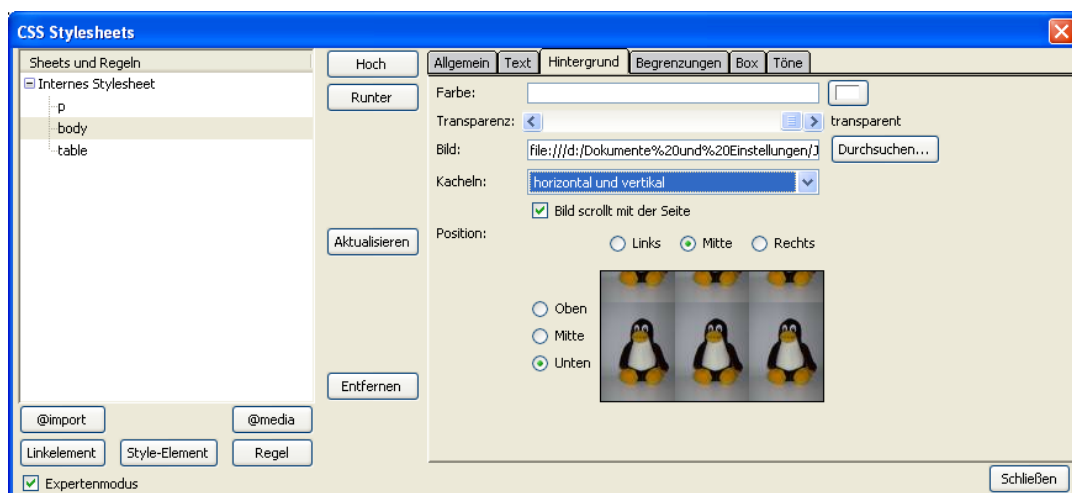 CSS Stylesheets
Sheets und Regeln
Internes Stylesheet
p
body
table
@import
@media
Linkelement
Style-Element
Regel
Expertenmodus
Hoch
Runter
Aktualisieren
Entfernen
Allgemein Text Hintergrund Begrenzungen Box Töne
Farbe:
Transparenz: transparent
Bild: file:///d:/Dokumente%20und%20Einstellungen/J Durchsuchen...
Kacheln: horizontal und vertikal
Bild scrollt mit der Seite
Position: Links Mitte Rechts
Oben
Mitte
Unten
Schließen